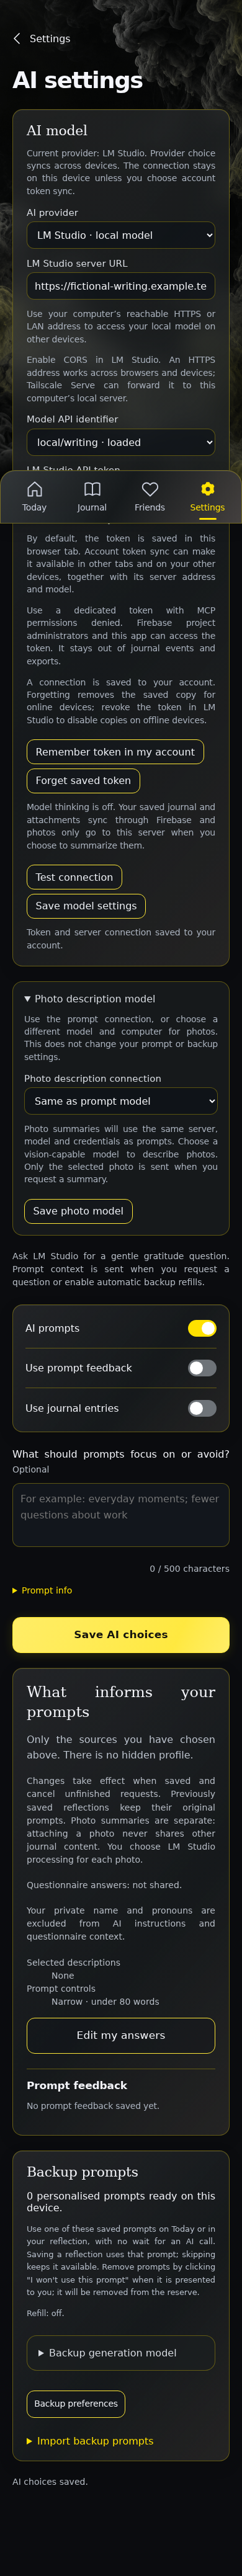 Settings
AI settings
AI model
Current provider: LM Studio. Provider choice
syncs across devices. The connection stays
on this device unless you choose account
token sync.
AI provider
LM Studio · local model
LM Studio server URL
https://fictional-writing.example.te
Use your computer's reachable HTTPS or
LAN address to access your local model on
other devices.
Enable CORS in LM Studio. An HTTPS
address works across browsers and devices;
Tailscale Serve can forward it to this
computer's local server.
Model API identifier
local/writing · loaded
LM Studio API token
Today
Journal
Friends
Settings
By default, the token is saved in this
browser tab. Account token sync can make
it available in other tabs and on your other
devices, together with its server address
and model.
Use a dedicated token with MCP
permissions denied. Firebase project
administrators and this app can access the
token. It stays out of journal events and
exports.
A connection is saved to your account.
Forgetting removes the saved copy for
online devices; revoke the token in LM
Studio to disable copies on offline devices.
Remember token in my account
Forget saved token
Model thinking is off. Your saved journal and
attachments sync through Firebase and
photos only go to this server when you
choose to summarize them.
Test connection
Save model settings
Token and server connection saved to your
account.
▼ Photo description model
Use the prompt connection, or choose a
different model and computer for photos.
This does not change your prompt or backup
settings.
Photo description connection
Same as prompt model
Photo summaries will use the same server,
model and credentials as prompts. Choose a
vision-capable model to describe photos.
Only the selected photo is sent when you
request a summary.
Save photo model
Ask LM Studio for a gentle gratitude question.
Prompt context is sent when you request a
question or enable automatic backup refills.
AI prompts
Use prompt feedback
Use journal entries
What should prompts focus on or avoid?
Optional
For example: everyday moments; fewer
questions about work
0 / 500 characters
▶ Prompt info
Save AI choices
What informs your
prompts
Only the sources you have chosen
above. There is no hidden profile.
Changes take effect when saved and
cancel unfinished requests. Previously
saved reflections keep their original
prompts. Photo summaries are separate:
attaching a photo never shares other
journal content. You choose LM Studio
processing for each photo.
Questionnaire answers: not shared.
Your private name and pronouns are
excluded from AI instructions and
questionnaire context.
Selected descriptions
None
Prompt controls
Narrow · under 80 words
Edit my answers
Prompt feedback
No prompt feedback saved yet.
Backup prompts
0 personalised prompts ready on this
device.
Use one of these saved prompts on Today or in
your reflection, with no wait for an AI call.
Saving a reflection uses that prompt; skipping
keeps it available. Remove prompts by clicking
"I won't use this prompt" when it is presented
to you; it will be removed from the reserve.
Refill: off.
▶ Backup generation model
Backup preferences
▶ Import backup prompts
AI choices saved.